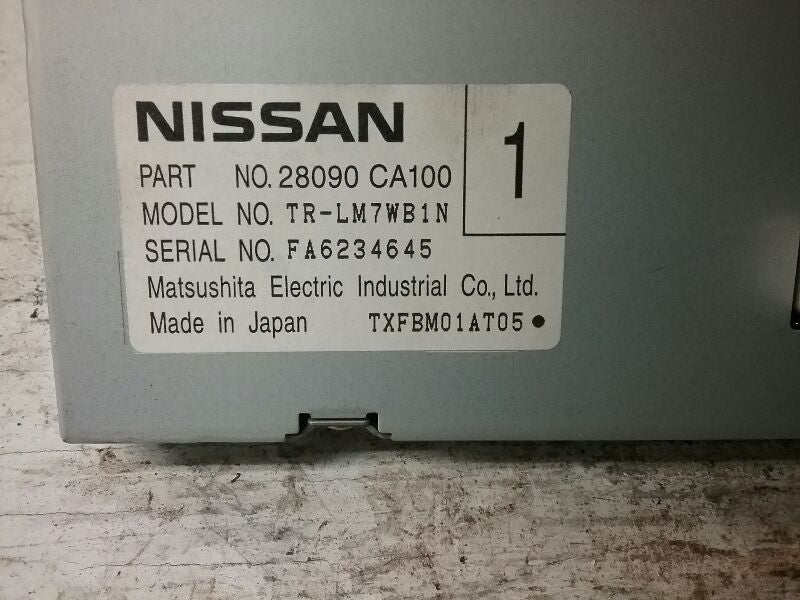 NISSAN
1
PART NO. 28090 CA100
MODEL NO. TR-LM7WB1N
SERIAL NO. FA6234645
Matsushita Electric Industrial Co., Ltd.
Made in Japan TXFBM01AT05 ●